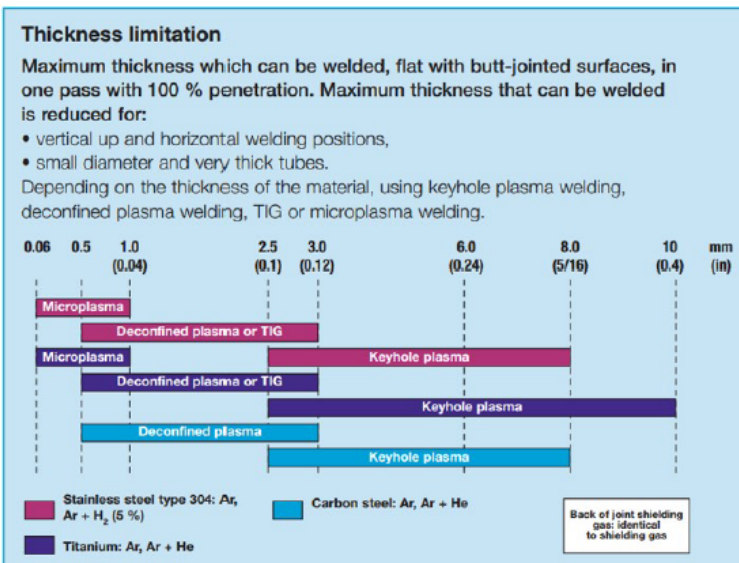 Thickness limitation
Maximum thickness which can be welded, flat with butt-jointed surfaces, in
one pass with 100 % penetration. Maximum thickness that can be welded
is reduced for:
• vertical up and horizontal welding positions,
• small diameter and very thick tubes.
Depending on the thickness of the material, using keyhole plasma welding,
deconfined plasma welding, TIG or microplasma welding.
0.06 0.5 1.0 2.5 3.0 6.0 8.0 10 mm
(0.04) (0.1) (0.12) (0.24) (5/16) (0.4) (in)
Microplasma
Deconfined plasma or TIG
Microplasma Keyhole plasma
Deconfined plasma or TIG
Keyhole plasma
Deconfined plasma
Keyhole plasma
Stainless steel type 304: Ar,
Ar + H₂ (5 %)
Titanium: Ar, Ar + He
Carbon steel: Ar, Ar + He
Back of joint shielding
gas: identical
to shielding gas